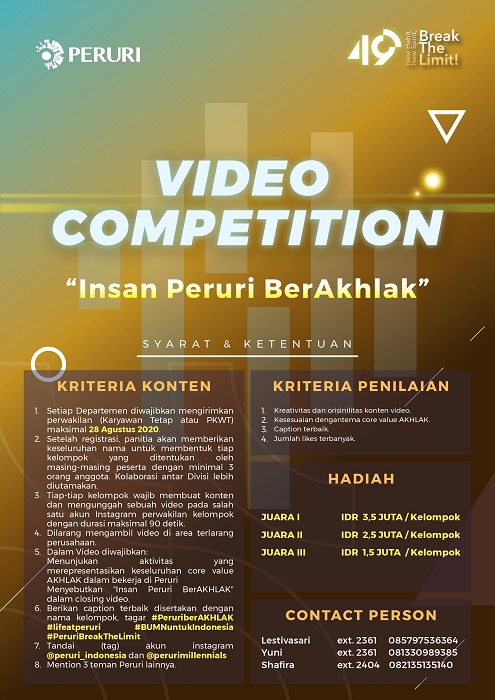 PERURI
49
New Habit,
New Spirit,
Break
The
Limit!
VIDEO
COMPETITION
“Insan Peruri BerAkhlak”
SYARAT & KETENTUAN
KRITERIA KONTEN
1. Setiap Departemen diwajibkan mengirimkan
perwakilan (Karyawan Tetap atau PKWT)
maksimal 28 Agustus 2020.
2. Setelah registrasi, panitia akan memberikan
keseluruhan nama untuk membentuk tiap
kelompok yang ditentukan oleh
masing-masing peserta dengan minimal 3
orang anggota. Kolaborasi antar Divisi lebih
diutamakan.
3. Tiap-tiap kelompok wajib membuat konten
dan mengunggah sebuah video pada salah
satu akun Instagram perwakilan kelompok
dengan durasi maksimal 90 detik.
4. Dilarang mengambil video di area terlarang
perusahaan.
5. Dalam Video diwajibkan:
Menunjukan aktivitas yang
merepresentasikan keseluruhan core value
AKHLAK dalam bekerja di Peruri
Menyebutkan "Insan Peruri BerAKHLAK"
dalam closing video.
6. Berikan caption terbaik disertakan dengan
nama kelompok, tagar #PeruriberAKHLAK
#lifeatperuri #BUMNuntukIndonesia
#PeruriBreakTheLimit
7. Tandai (tag) akun instagram
@peruri_indonesia dan @perurimillennials
8. Mention 3 teman Peruri lainnya.
KRITERIA PENILAIAN
1. Kreativitas dan orisinilitas konten video.
2. Kesesuaian dengantema core value AKHLAK.
3. Caption terbaik.
4. Jumlah likes terbanyak.
HADIAH
JUARA I IDR 3,5 JUTA / Kelompok
JUARA II IDR 2,5 JUTA / Kelompok
JUARA III IDR 1,5 JUTA / Kelompok
CONTACT PERSON
Lestivasari ext. 2361 085797536364
Yuni ext. 2361 081330989385
Shafira ext. 2404 082135135140